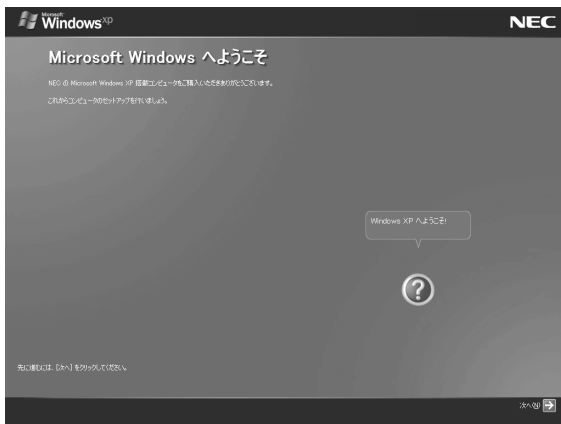 Microsoft
Windows xp
NEC
Microsoft Windows へようこそ
NEC の Microsoft Windows XP 搭載コンピュータをご購入いただきありがとうございます。
これからコンピュータのセットアップを行いましょう。
Windows XP へようこそ!
?
先に進むには、[次へ] をクリックしてください。
次へ(N)